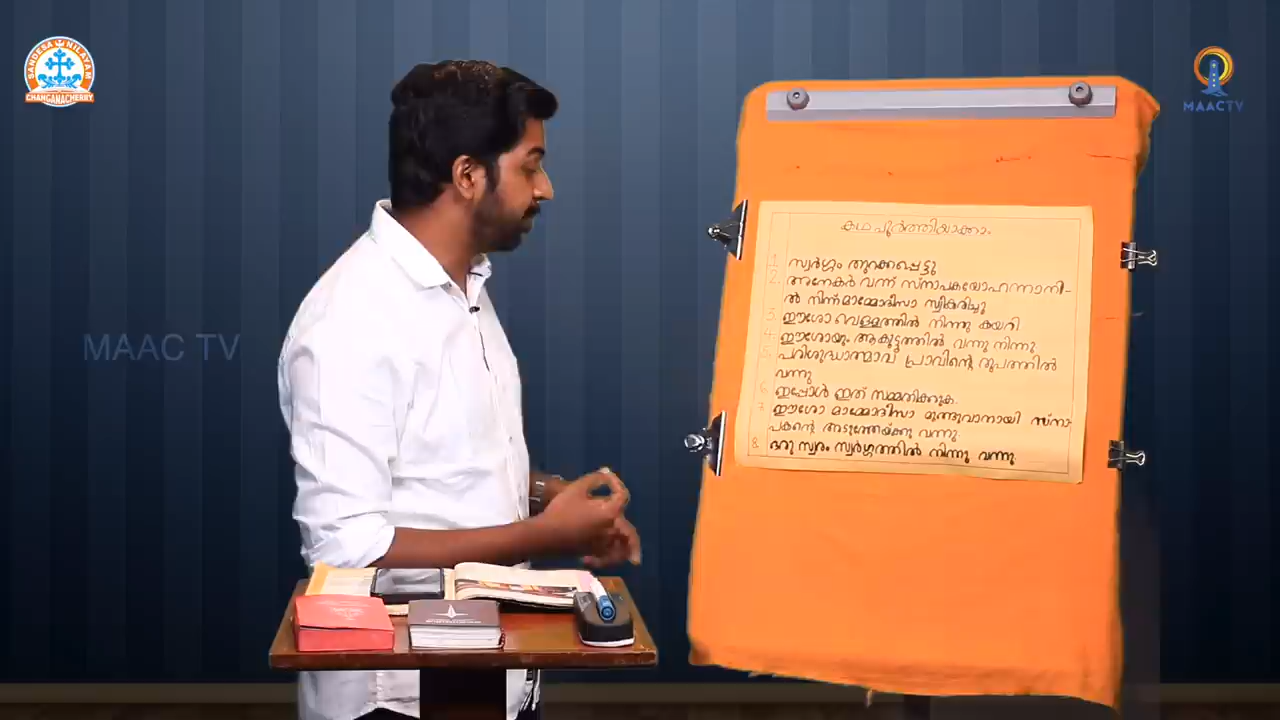 SANDESA NILAYAM
CHANGANACHERRY
MAACTV
MAAC TV
കഥ പൂർത്തിയാക്കാം
1. സ്വർഗ്ഗം തുറക്കപ്പെട്ടു
2. അനേകർ വന്ന് സ്നാപകയോഹന്നാനി-
ൽ നിന്ന് മാമ്മോദീസാ സ്വീകരിച്ചു
3. ഈശോ വെള്ളത്തിൽ നിന്നു കയറി
4. ഈശോയും ആകൂട്ടത്തിൽ വന്നു നിന്നു
5. പരിശുദ്ധാത്മാവ് പ്രാവിന്റെ രൂപത്തിൽ
വന്നു
6. ഇപ്പോൾ ഇത് സമ്മതിക്കുക.
7. ഈശോ മാമ്മോദീസാ മുങ്ങുവാനായി സ്നാ-
പകന്റെ അടുത്തേയ്ക്കു വന്നു.
8. ഒരു സ്വരം സ്വർഗ്ഗത്തിൽ നിന്നു വന്നു.